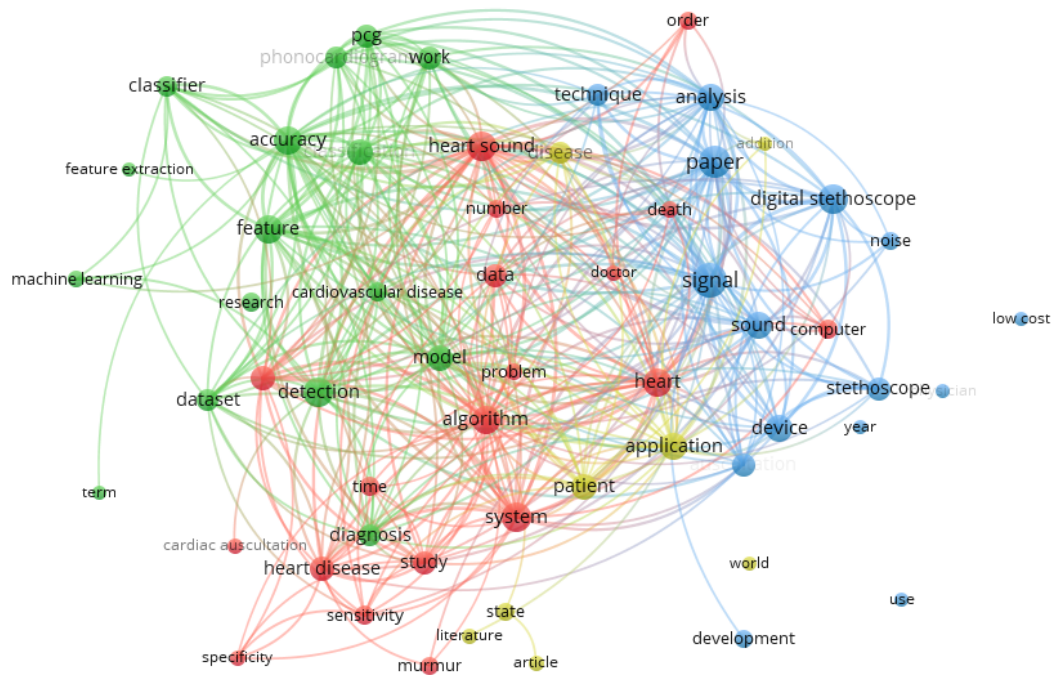 order
pcg
phonocardiogram
work
classifier
technique
analysis
accuracy
heart sound
disease
addition
paper
feature extraction
digital stethoscope
number
death
feature
noise
machine learning
data
doctor
signal
research
cardiovascular disease
low cost
sound
computer
model
problem
heart
dataset
detection
stethoscope
algorithm
device
year
application
term
time
patient
system
diagnosis
cardiac auscultation
heart disease
study
world
use
sensitivity
state
literature
development
specificity
murmur
article